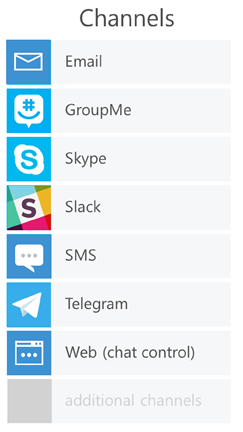 Channels
Email
GroupMe
Skype
Slack
SMS
Telegram
Web (chat control)
additional channels